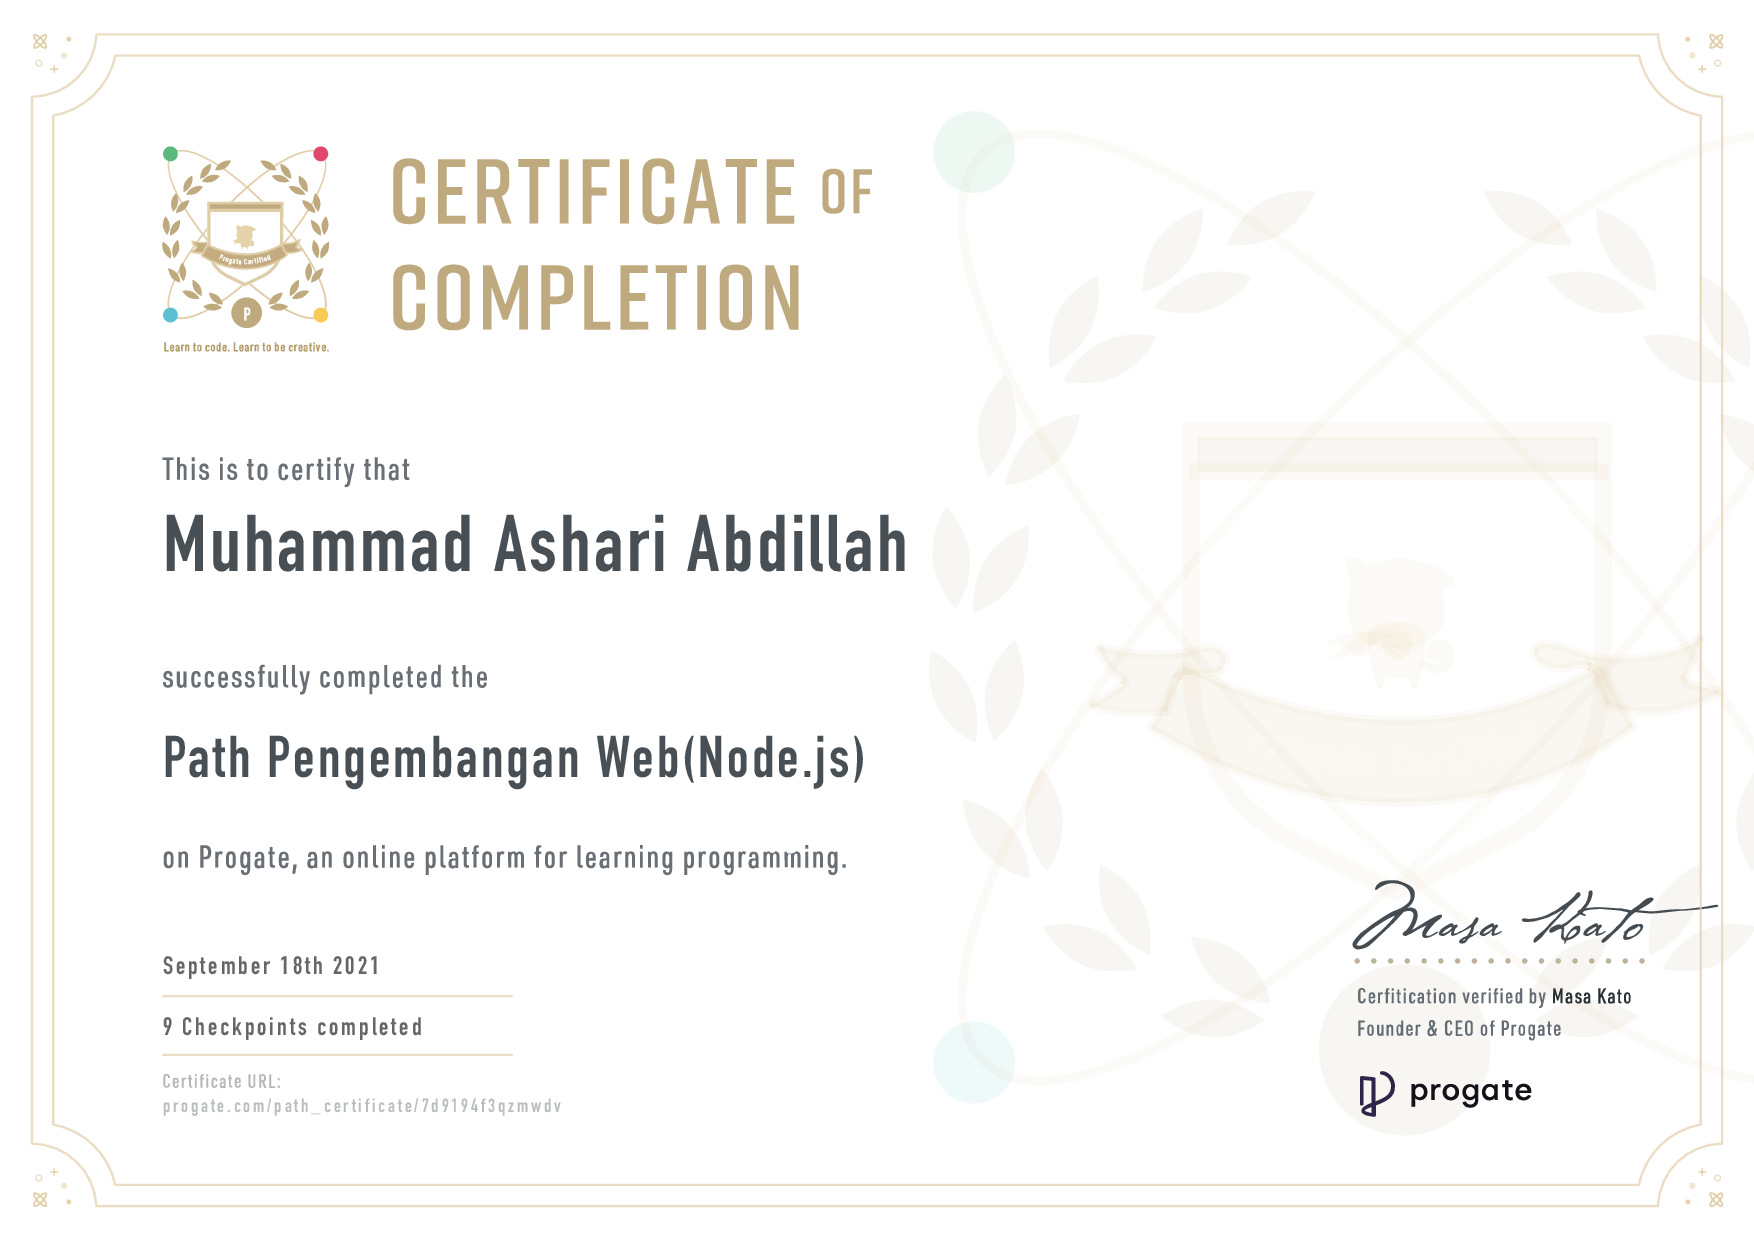 CERTIFICATE OF
COMPLETION
Progate Certified
P
Learn to code. Learn to be creative.
This is to certify that
Muhammad Ashari Abdillah
successfully completed the
Path Pengembangan Web(Node.js)
on Progate, an online platform for learning programming.
September 18th 2021
9 Checkpoints completed
Certificate URL:
progate.com/path_certificate/7d9194f3qzmwdv
Masa Kato
Cerfitication verified by Masa Kato
Founder & CEO of Progate
progate